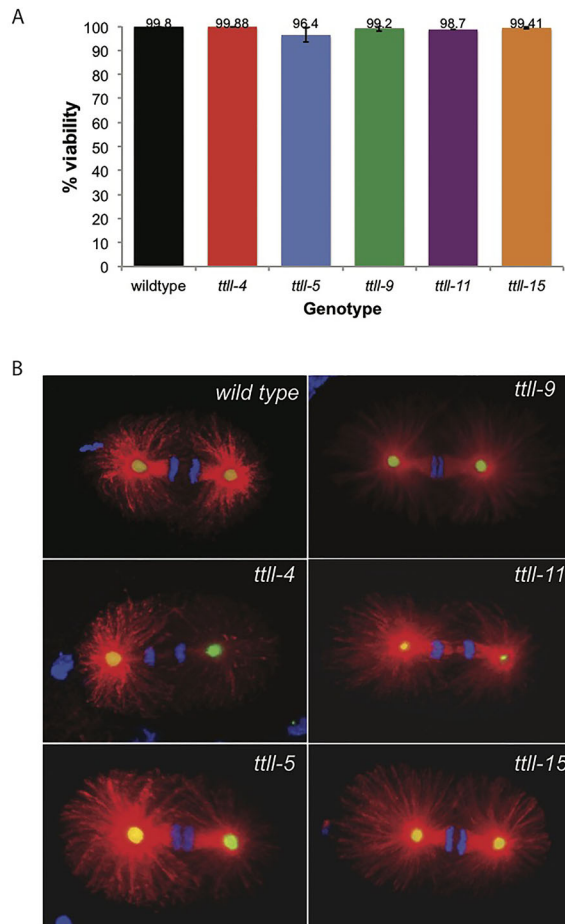 A
99.8 99.88 96.4 99.2 98.7 99.41
100
90
80
70
60
50
40
30
20
10
0
% viability
wildtype ttll-4 ttll-5 ttll-9 ttll-11 ttll-15
Genotype
B
wild type ttll-9
ttll-4 ttll-11
ttll-5 ttll-15